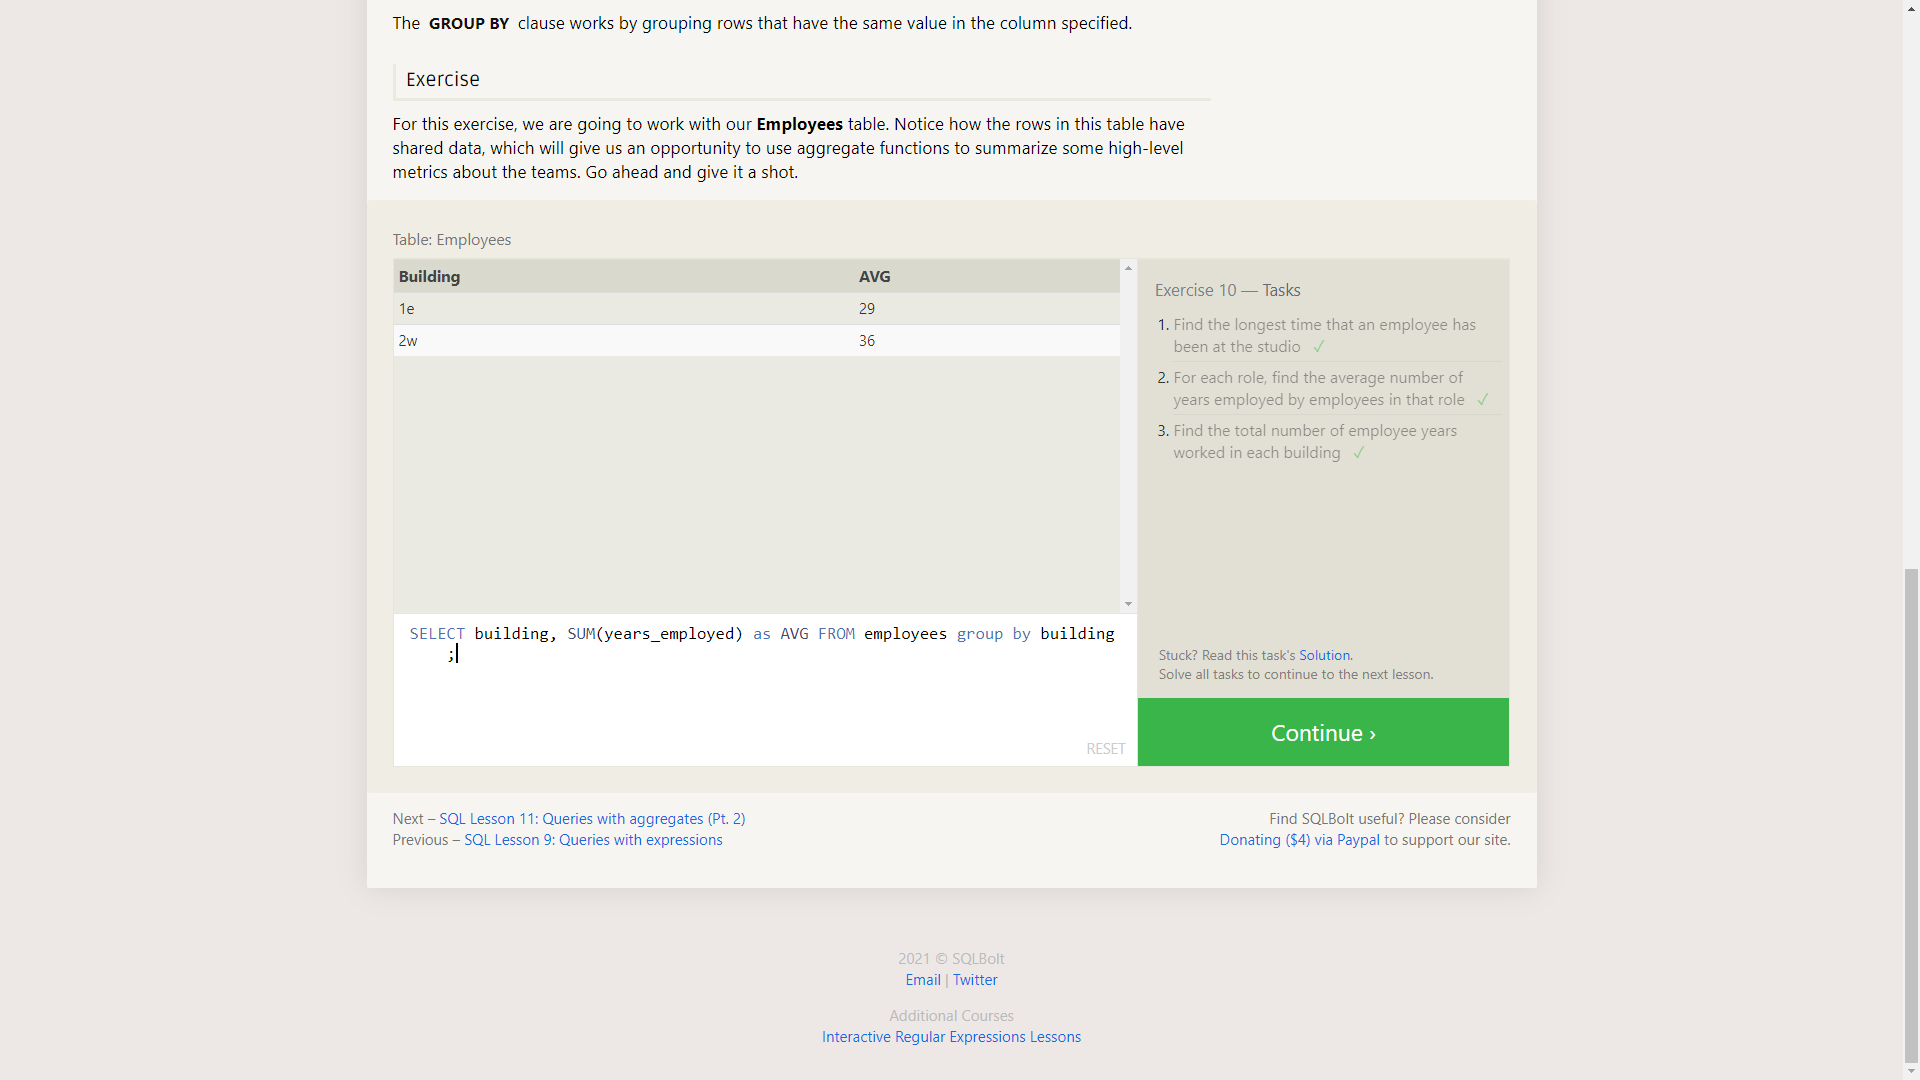 The GROUP BY clause works by grouping rows that have the same value in the column specified.
Exercise
For this exercise, we are going to work with our Employees table. Notice how the rows in this table have
shared data, which will give us an opportunity to use aggregate functions to summarize some high-level
metrics about the teams. Go ahead and give it a shot.
Table: Employees
Building AVG
1e 29
2w 36
SELECT building, SUM(years_employed) as AVG FROM employees group by building
;
RESET
Exercise 10 — Tasks
1. Find the longest time that an employee has
been at the studio ✓
2. For each role, find the average number of
years employed by employees in that role ✓
3. Find the total number of employee years
worked in each building ✓
Stuck? Read this task's Solution.
Solve all tasks to continue to the next lesson.
Continue ›
Next – SQL Lesson 11: Queries with aggregates (Pt. 2)
Previous – SQL Lesson 9: Queries with expressions
Find SQLBolt useful? Please consider
Donating ($4) via Paypal to support our site.
2021 © SQLBolt
Email | Twitter
Additional Courses
Interactive Regular Expressions Lessons